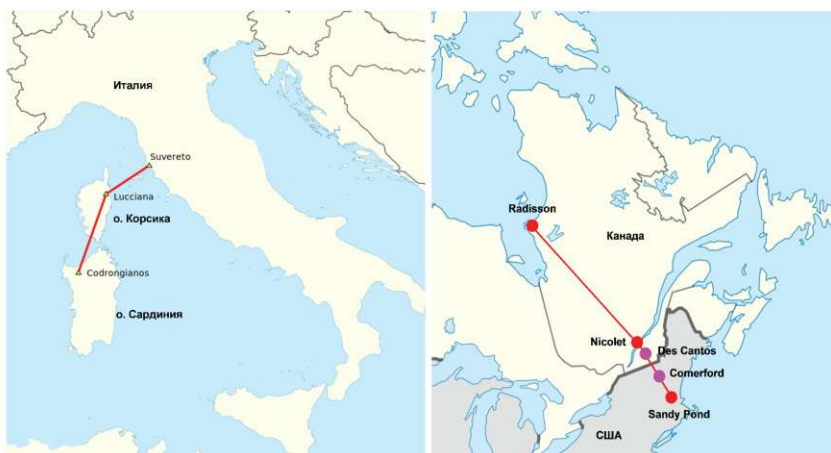 Италия
Suvereto
Lucciana
о. Корсика
Codrongianos
о. Сардиния
Radisson
Канада
Nicolet
Des Cantos
Comerford
Sandy Pond
США